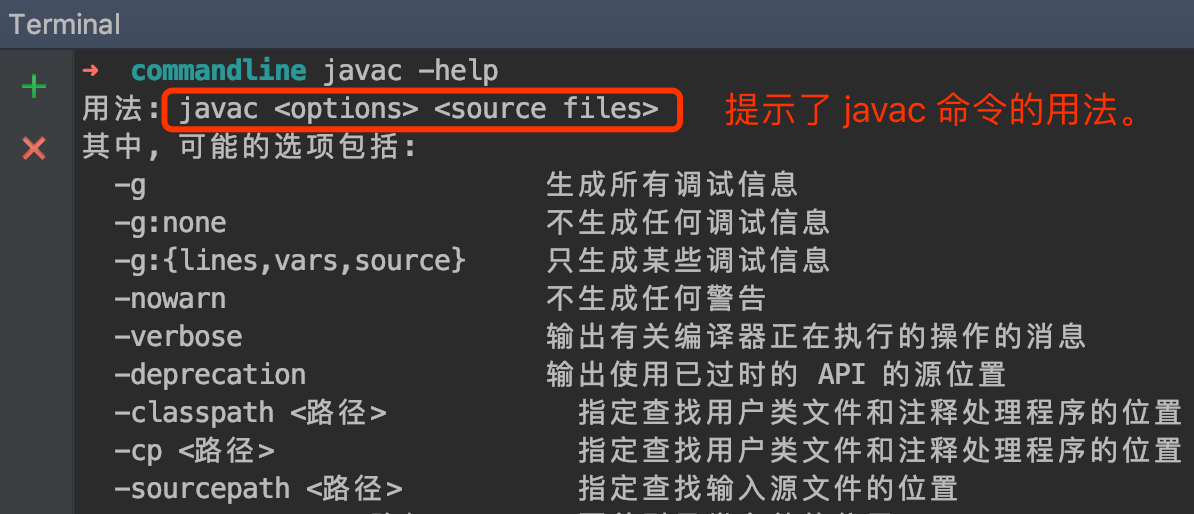 Terminal
➜ commandline javac -help
用法: javac <options> <source files> 提示了 javac 命令的用法。
其中, 可能的选项包括:
-g 生成所有调试信息
-g:none 不生成任何调试信息
-g:{lines,vars,source} 只生成某些调试信息
-nowarn 不生成任何警告
-verbose 输出有关编译器正在执行的操作的消息
-deprecation 输出使用已过时的 API 的源位置
-classpath <路径> 指定查找用户类文件和注释处理程序的位置
-cp <路径> 指定查找用户类文件和注释处理程序的位置
-sourcepath <路径> 指定查找输入源文件的位置